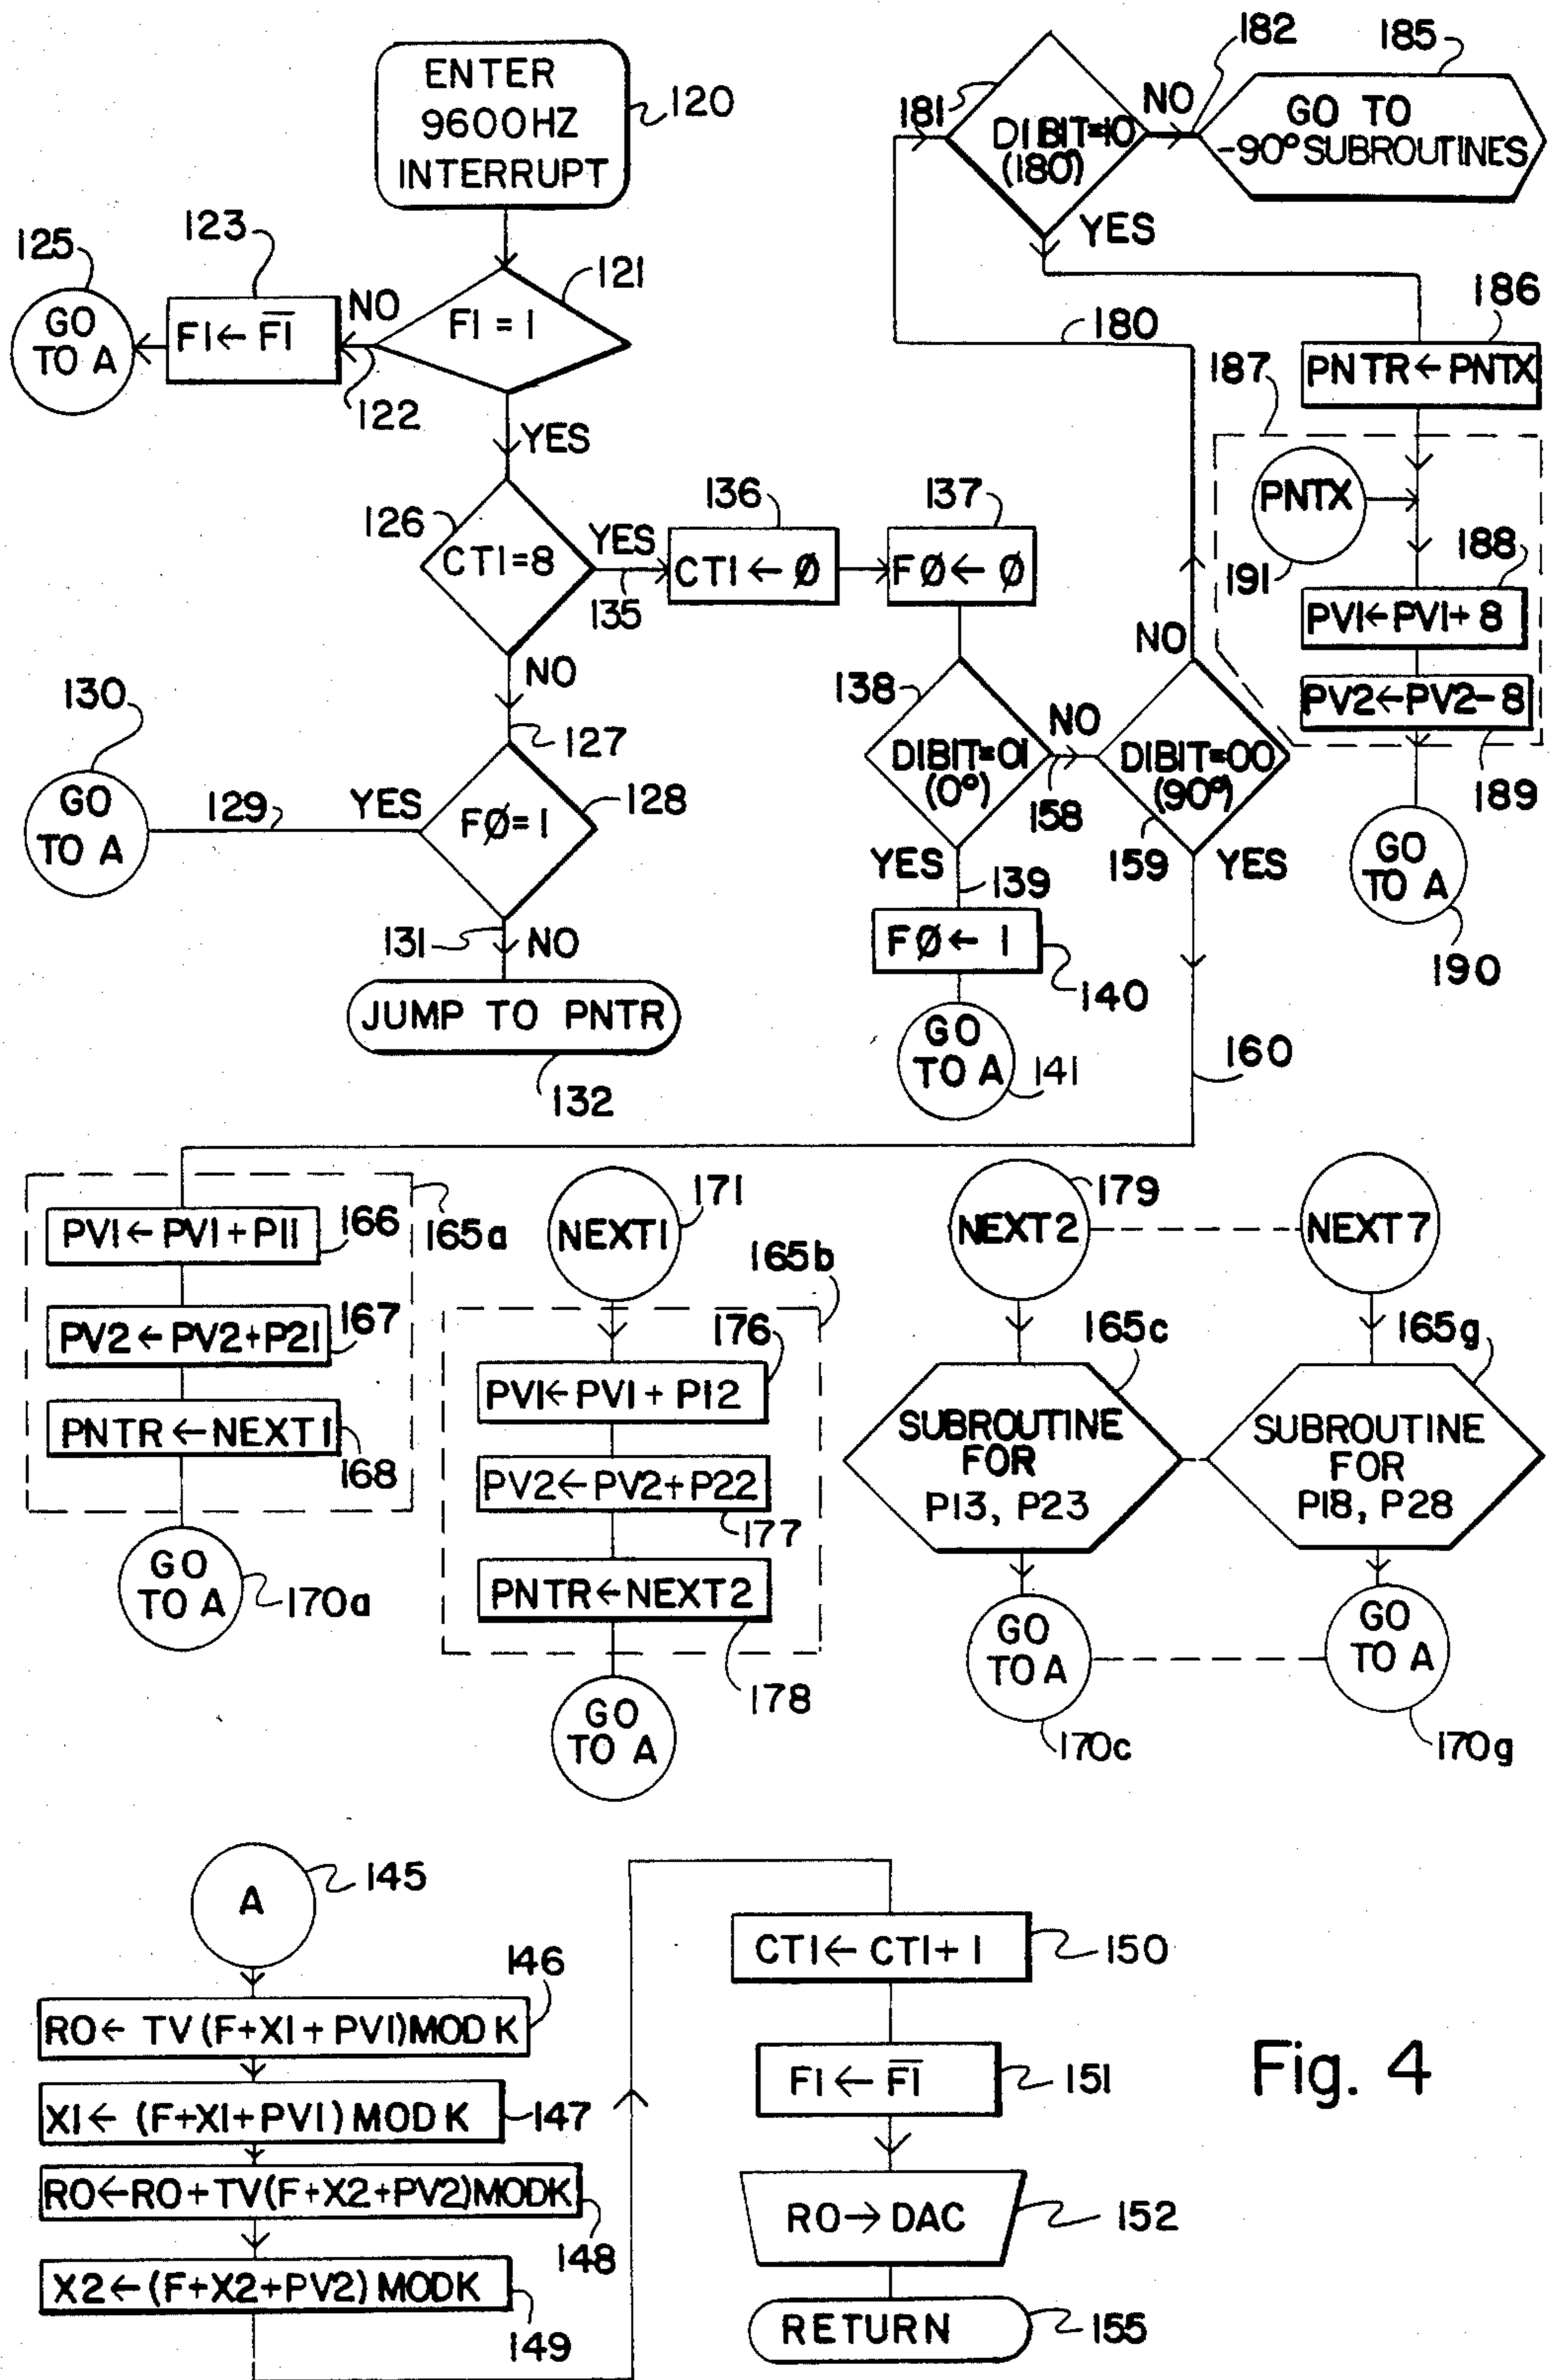 ENTER
9600HZ
INTERRUPT
120
125
GO
TO A
123
F1← F̅1̅
NO
122
F1 = 1
121
YES
126
CT1=8
YES
135
136
CT1 ← Ø
137
FØ← Ø
NO
127
130
GO
TO A
129
YES
FØ=1
128
131
NO
JUMP TO PNTR
132
138
DIBIT=01
(0°)
NO
158
YES
139
FØ← 1
140
GO
TO A
141
DIBIT=00
(90°)
159
NO
YES
160
180
181
DIBIT=10
(180°)
NO
182
185
GO TO
-90° SUBROUTINES
YES
186
PNTR←PNTX
187
PNTX
191
188
PV1←PV1+8
PV2←PV2-8
189
GO
TO A
190
PV1←PV1+P11
166
165a
PV2←PV2+P21
167
PNTR←NEXT1
168
GO
TO A
170a
NEXT1
171
165b
176
PV1←PV1+P12
PV2←PV2+P22
177
PNTR←NEXT2
178
GO
TO A
NEXT2
179
NEXT7
165c
SUBROUTINE
FOR
P13, P23
165g
SUBROUTINE
FOR
P18, P28
GO
TO A
170c
GO
TO A
170g
A
145
146
RO← TV(F+X1+PV1)MOD K
X1← (F+X1+PV1)MOD K
147
RO←RO+TV(F+X2+PV2)MODK
148
X2←(F+X2+PV2)MODK
149
CT1←CT1+1
150
F1←F̅1̅
151
RO→DAC
152
RETURN
155
Fig. 4